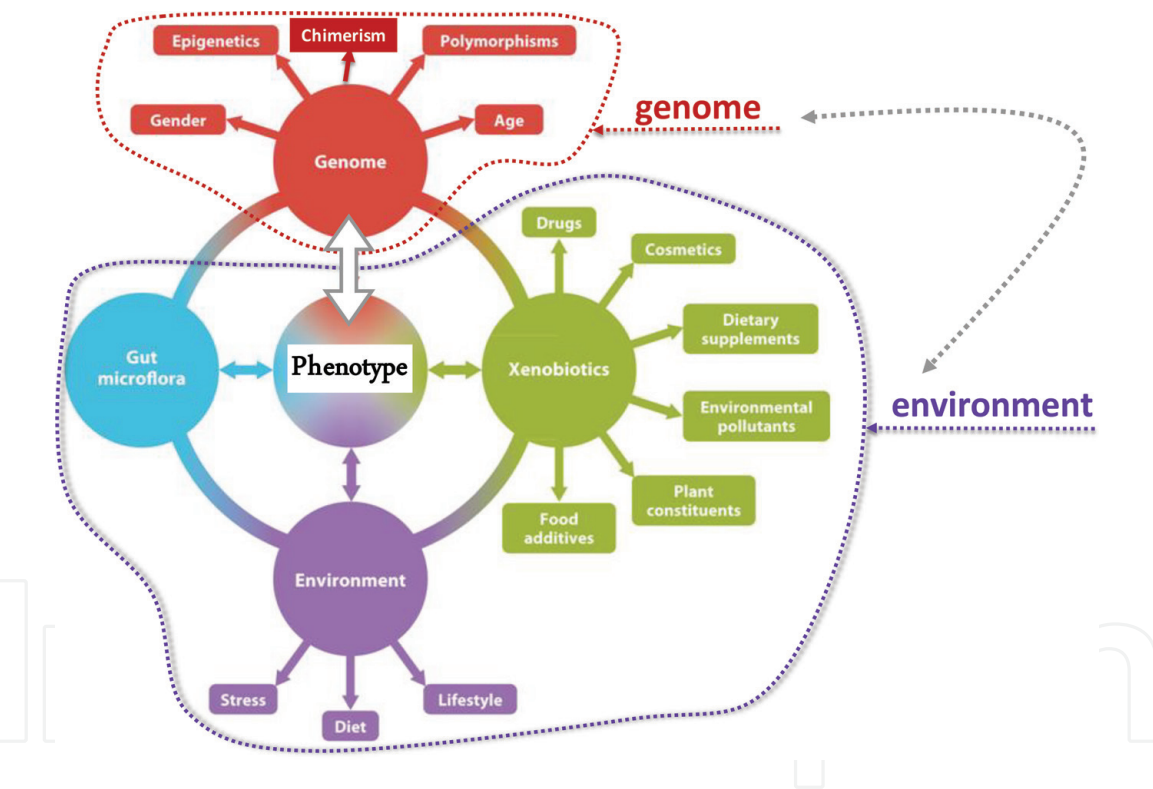 Chimerism
Epigenetics
Polymorphisms
Gender
Age
genome
Genome
Drugs
Cosmetics
Dietary
supplements
Gut
microflora
Phenotype
Xenobiotics
Environmental
pollutants
environment
Plant
constituents
Food
additives
Environment
Stress
Lifestyle
Diet